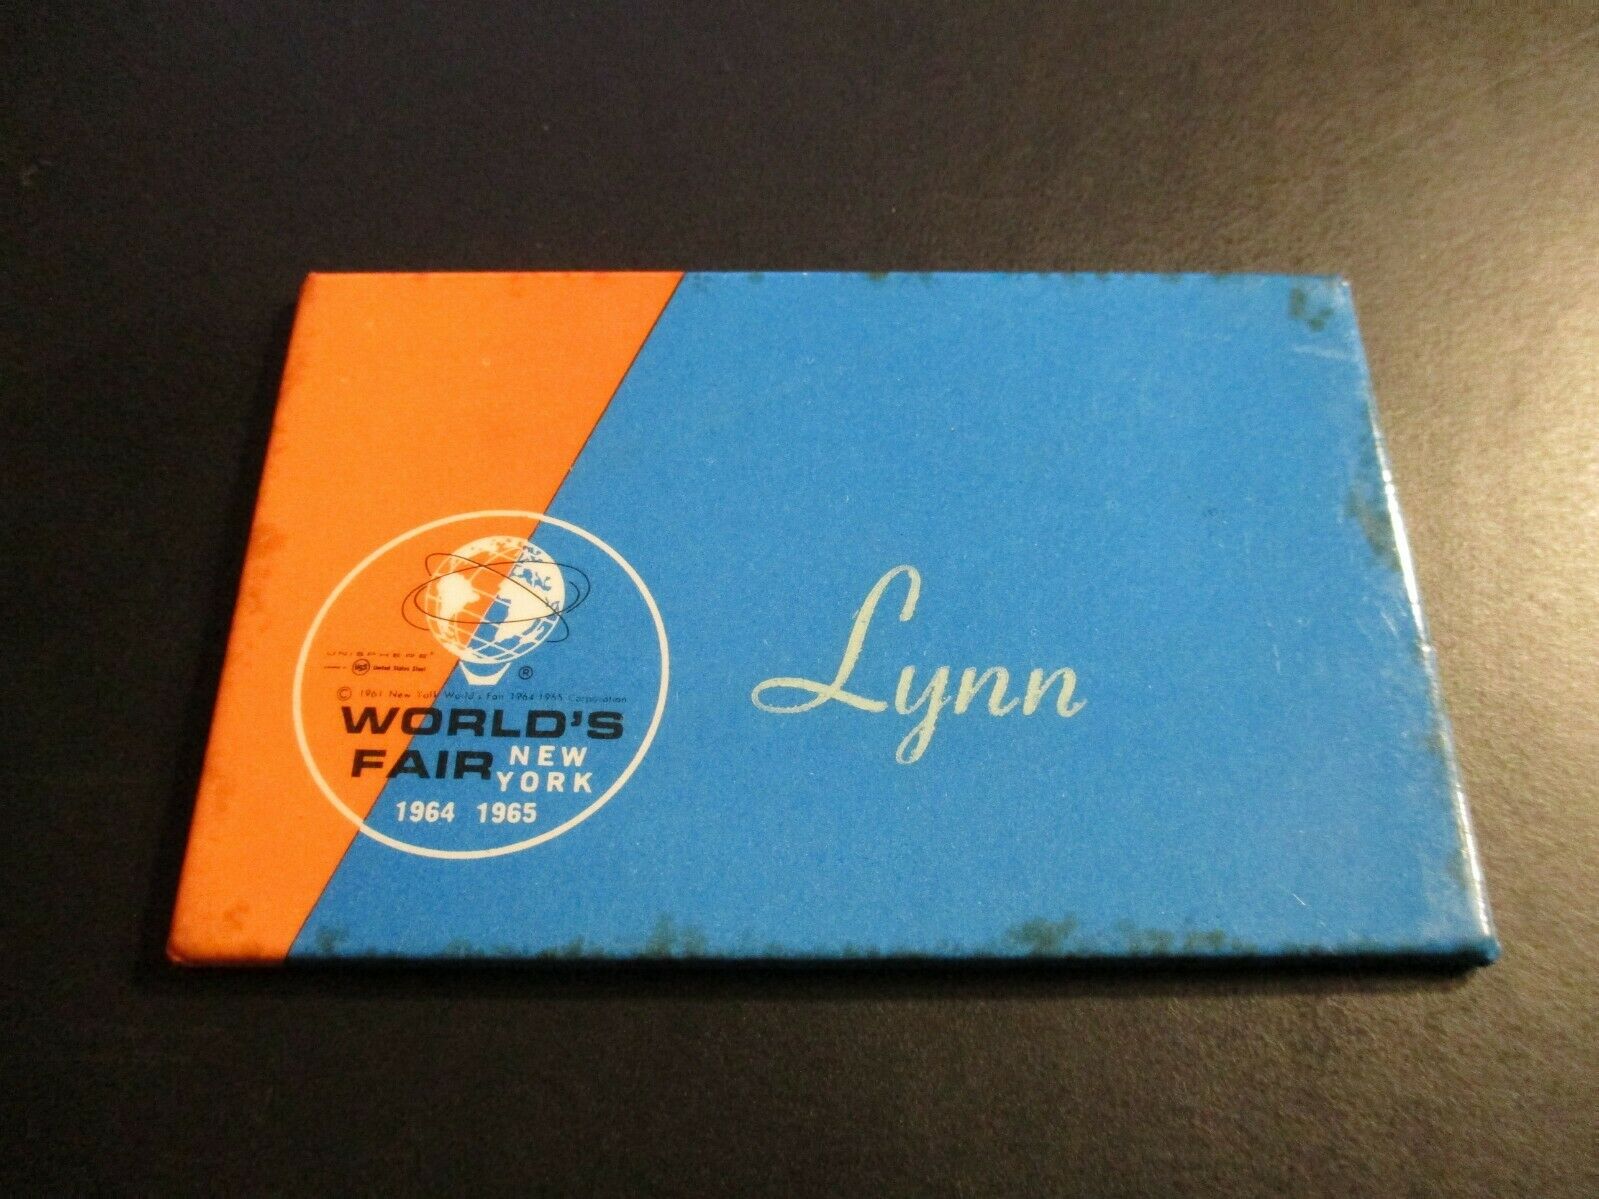 UNISPHERE®
USS United States Steel
®
© 1961 New York World's Fair 1964-1965 Corporation
WORLD'S
FAIR NEW
YORK
1964 1965
Lynn